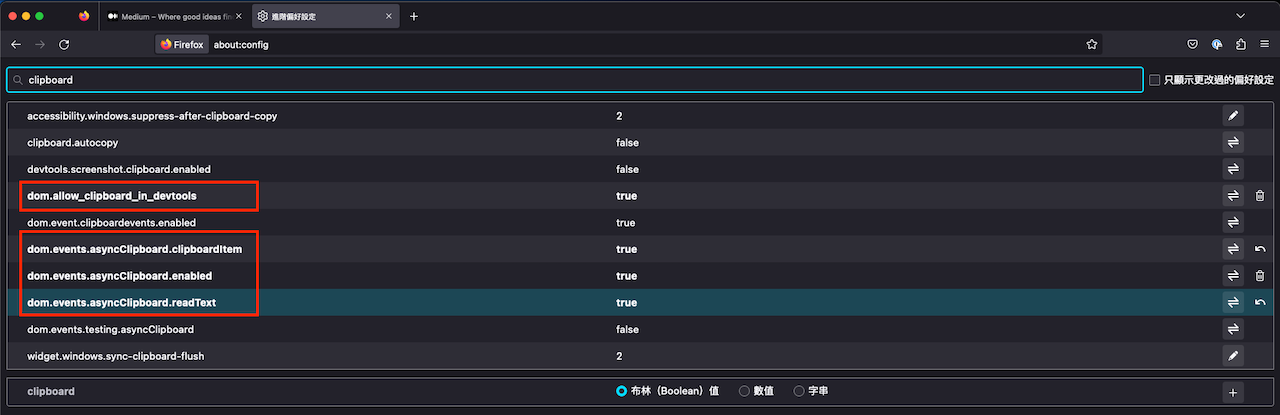 Medium – Where good ideas fin
進階偏好設定
Firefox about:config
clipboard
只顯示更改過的偏好設定
accessibility.windows.suppress-after-clipboard-copy 2
clipboard.autocopy false
devtools.screenshot.clipboard.enabled false
dom.allow_clipboard_in_devtools true
dom.event.clipboardevents.enabled true
dom.events.asyncClipboard.clipboardItem true
dom.events.asyncClipboard.enabled true
dom.events.asyncClipboard.readText true
dom.events.testing.asyncClipboard false
widget.windows.sync-clipboard-flush 2
clipboard 布林（Boolean）值 數值 字串